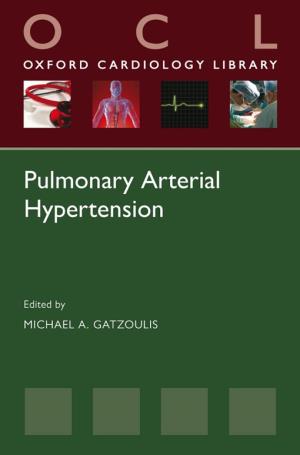 O C L
OXFORD CARDIOLOGY LIBRARY
Pulmonary Arterial
Hypertension
Edited by
MICHAEL A. GATZOULIS